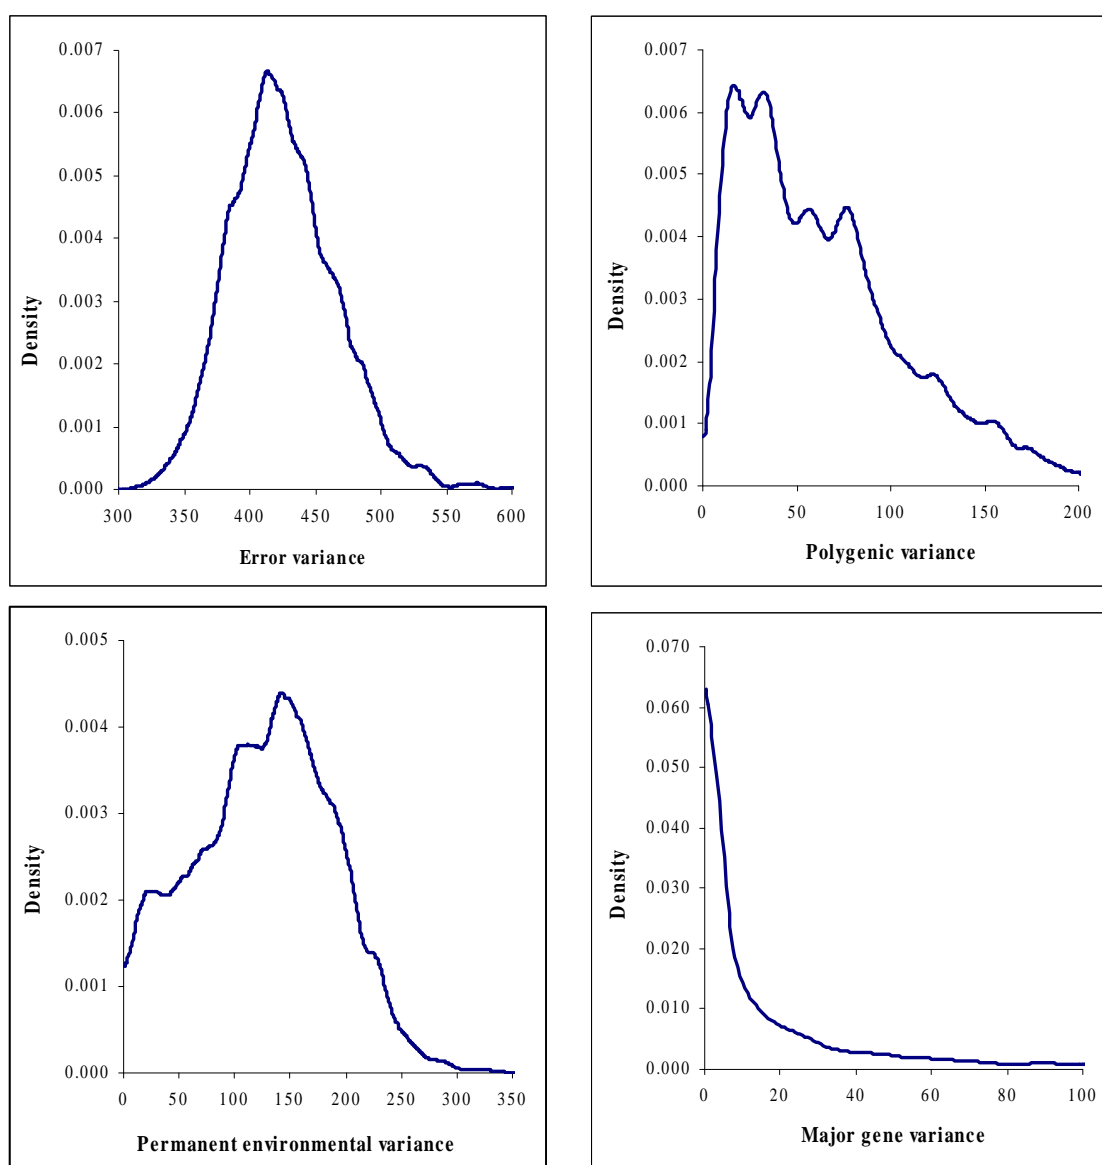 0.007
0.006
0.005
0.004
0.003
0.002
0.001
0.000
Density
300 350 400 450 500 550 600
Error variance
0.007
0.006
0.005
0.004
0.003
0.002
0.001
0.000
Density
0 50 100 150 200
Polygenic variance
0.005
0.004
0.003
0.002
0.001
0.000
Density
0 50 100 150 200 250 300 350
Permanent environmental variance
0.070
0.060
0.050
0.040
0.030
0.020
0.010
0.000
Density
0 20 40 60 80 100
Major gene variance